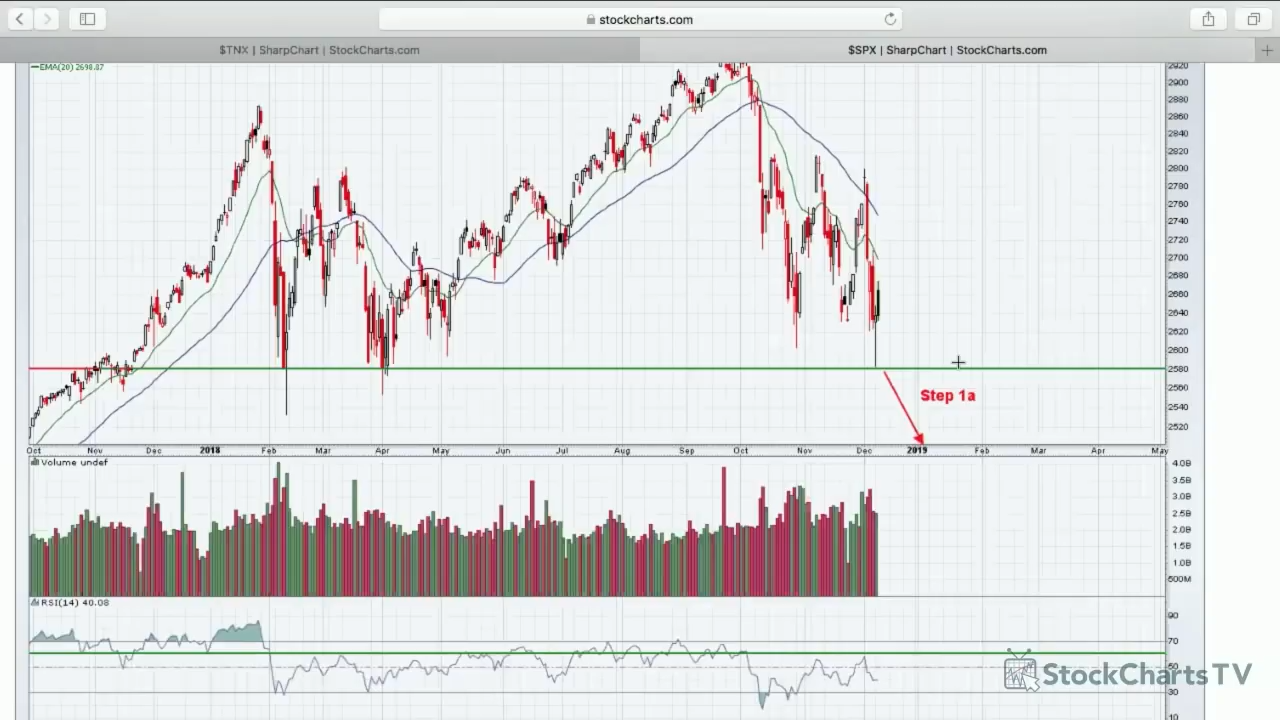 stockcharts.com
$TNX | SharpChart | StockCharts.com
$SPX | SharpChart | StockCharts.com
EMA(20) 2698.87
2920
2900
2880
2860
2840
2820
2800
2780
2760
2740
2720
2700
2680
2660
2640
2620
2600
2580
2560
2540
2520
Step 1a
Oct Nov Dec 2018 Feb Mar Apr May Jun Jul Aug Sep Oct Nov Dec 2019 Feb Mar Apr May
Volume undef
4.0B
3.5B
3.0B
2.5B
2.0B
1.5B
1.0B
500M
RSI(14) 40.08
90
70
50
30
10
StockChartsTV